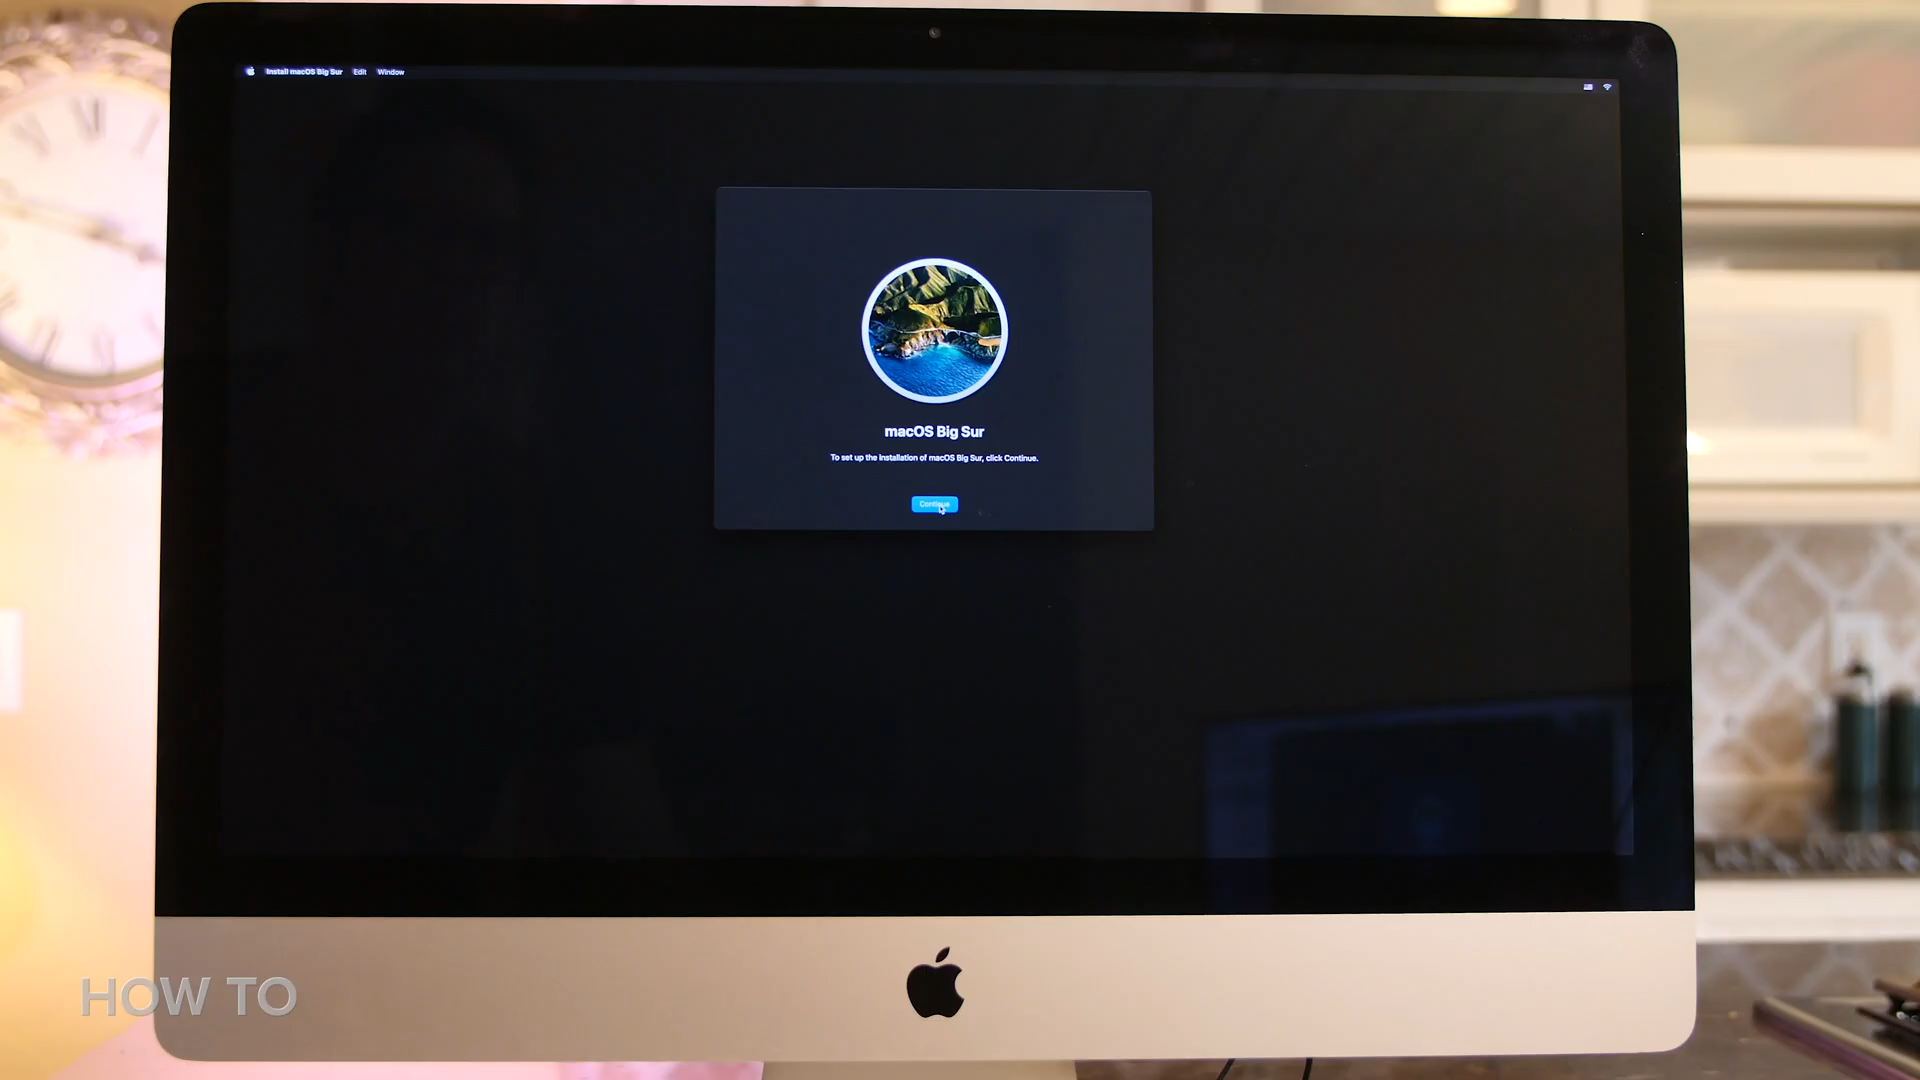 Install macOS Big Sur Edit Window
macOS Big Sur
To set up the installation of macOS Big Sur, click Continue.
Continue
HOW TO